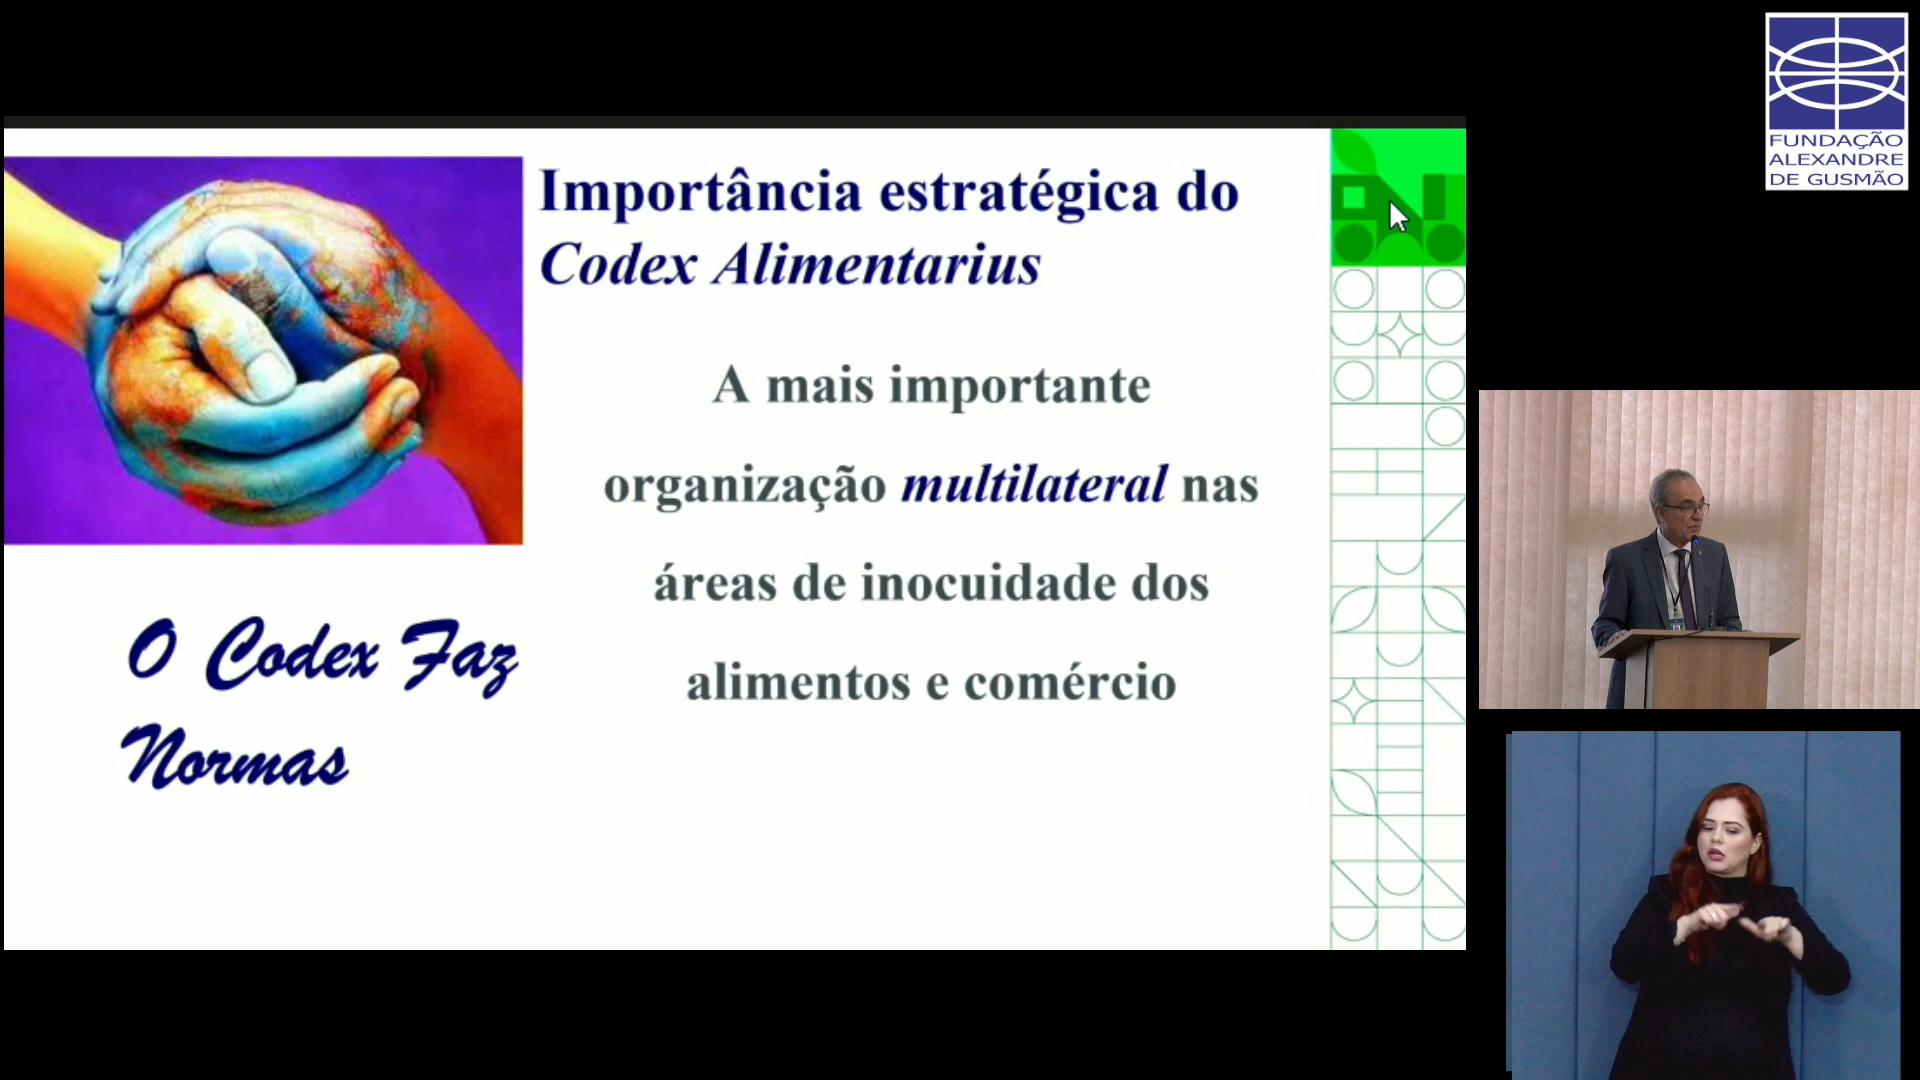 Importância estratégica do
Codex Alimentarius
A mais importante
organização multilateral nas
áreas de inocuidade dos
alimentos e comércio
O Codex Faz
Normas
FUNDAÇÃO
ALEXANDRE
DE GUSMÃO